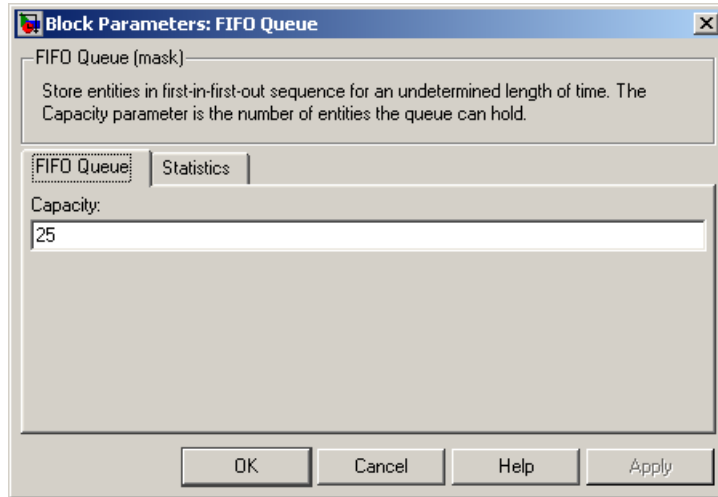 Block Parameters: FIFO Queue
FIFO Queue (mask)
Store entities in first-in-first-out sequence for an undetermined length of time. The
Capacity parameter is the number of entities the queue can hold.
FIFO Queue Statistics
Capacity:
25
OK Cancel Help Apply